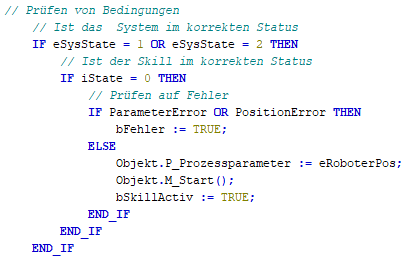 // Prüfen von Bedingungen
// Ist das System im korrekten Status
IF eSysState = 1 OR eSysState = 2 THEN
// Ist der Skill im korrekten Status
IF iState = 0 THEN
// Prüfen auf Fehler
IF ParameterError OR PositionError THEN
bFehler := TRUE;
ELSE
Objekt.P_Prozessparameter := eRoboterPos;
Objekt.M_Start();
bSkillActiv := TRUE;
END_IF
END_IF
END_IF